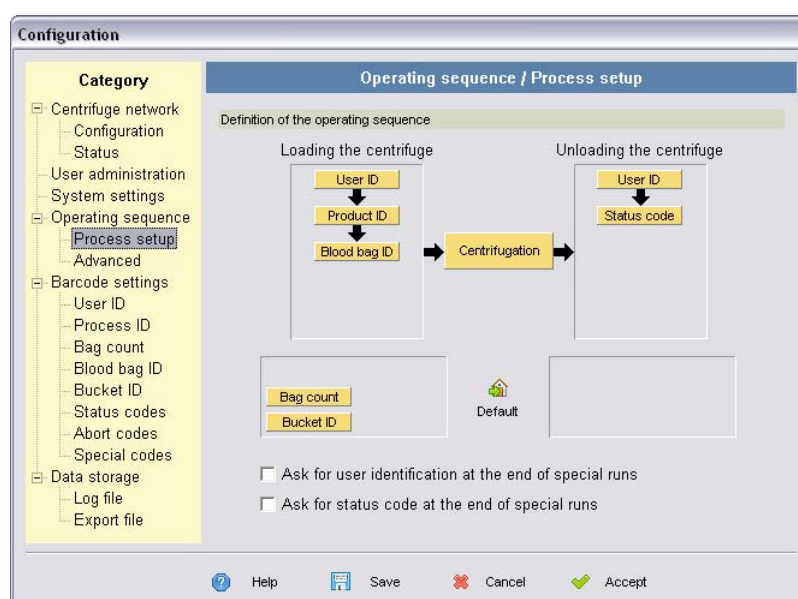 Configuration
Category
Centrifuge network
Configuration
Status
User administration
System settings
Operating sequence
Process setup
Advanced
Barcode settings
User ID
Process ID
Bag count
Blood bag ID
Bucket ID
Status codes
Abort codes
Special codes
Data storage
Log file
Export file
Operating sequence / Process setup
Definition of the operating sequence
Loading the centrifuge
User ID
Product ID
Blood bag ID
Centrifugation
Unloading the centrifuge
User ID
Status code
Bag count
Bucket ID
Default
Ask for user identification at the end of special runs
Ask for status code at the end of special runs
Help Save Cancel Accept